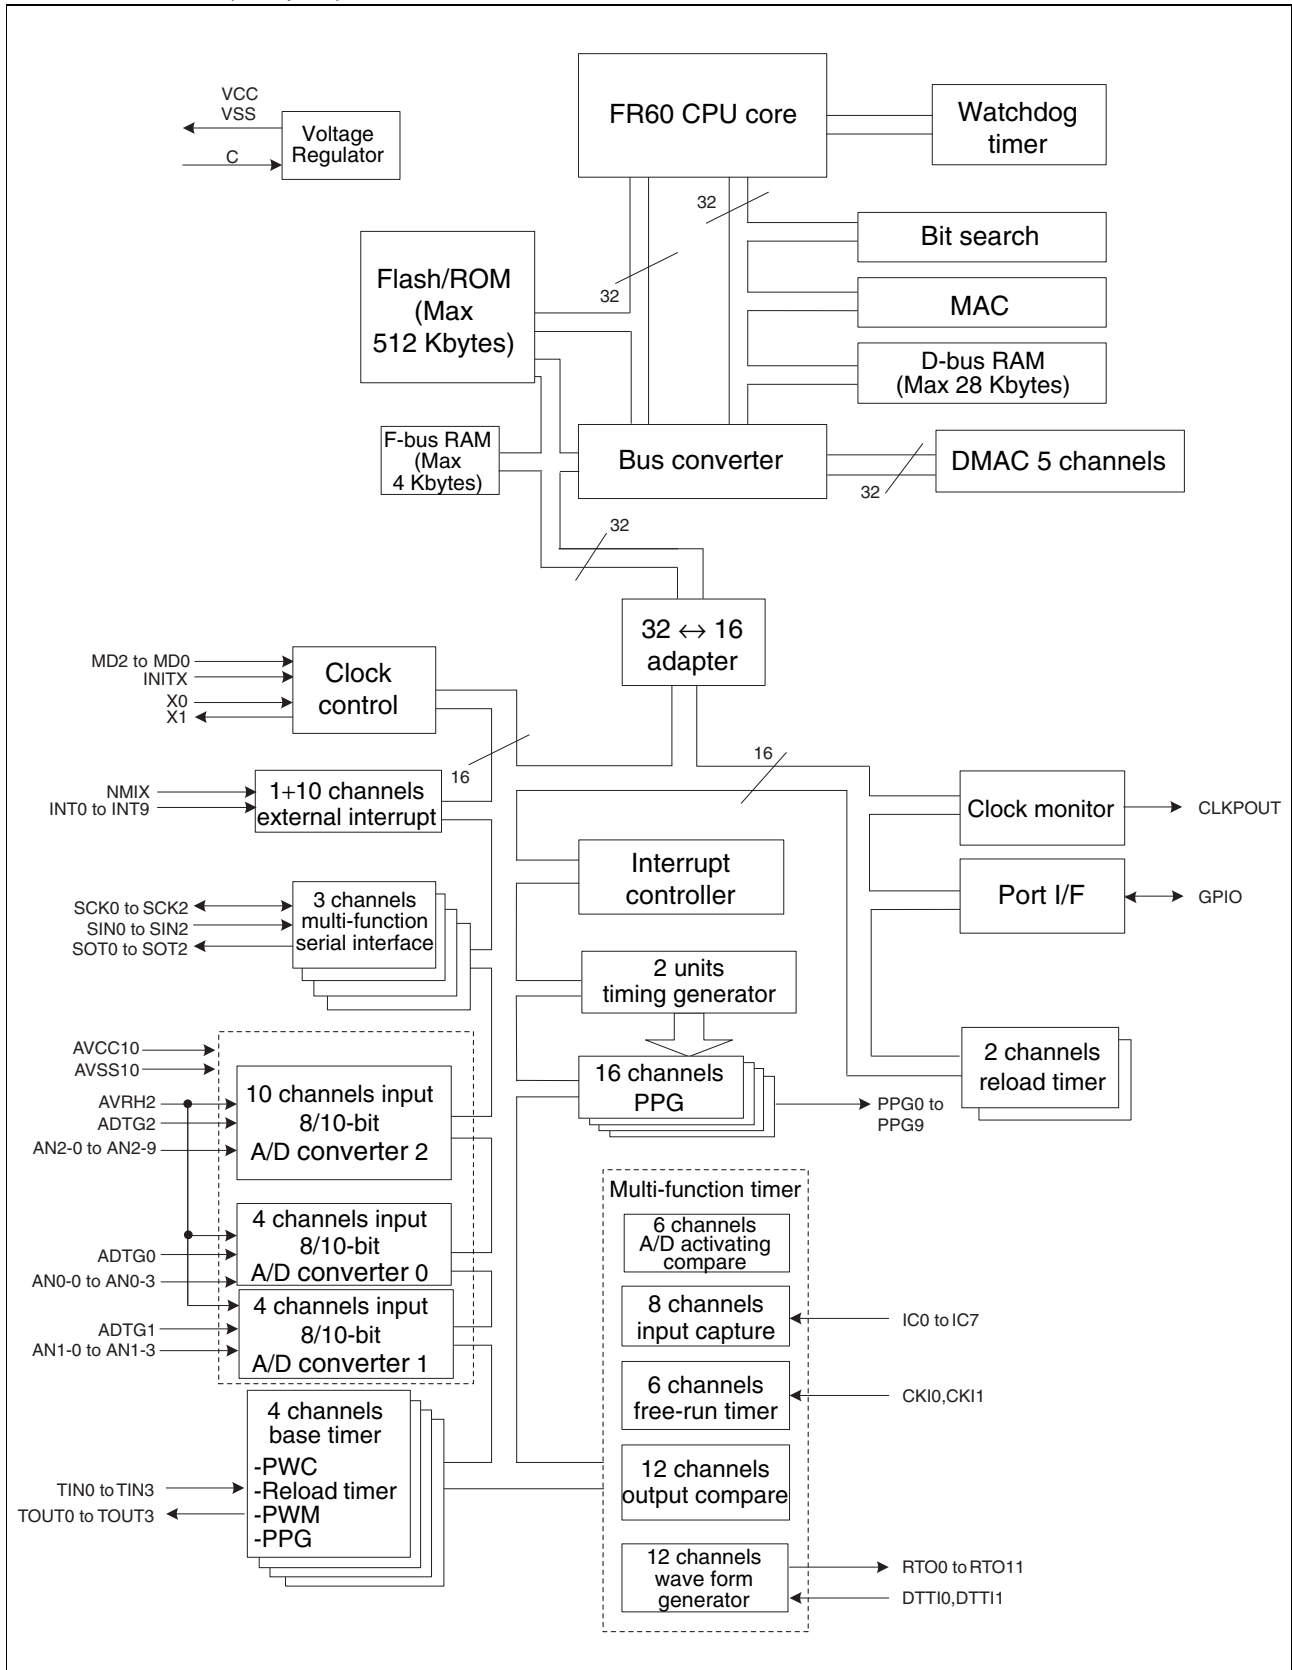 FR60 CPU core
Watchdog
timer
VCC
VSS
C
Voltage
Regulator
32
32
Bit search
MAC
D-bus RAM
(Max 28 Kbytes)
Flash/ROM
(Max
512 Kbytes)
F-bus RAM
(Max
4 Kbytes)
Bus converter
DMAC 5 channels
32
32
32 ↔ 16
adapter
MD2 to MD0
INITX
X0
X1
Clock
control
16
16
NMIX
INT0 to INT9
1+10 channels
external interrupt
Clock monitor
CLKPOUT
Interrupt
controller
Port I/F
GPIO
SCK0 to SCK2
SIN0 to SIN2
SOT0 to SOT2
3 channels
multi-function
serial interface
2 units
timing generator
2 channels
reload timer
16 channels
PPG
PPG0 to
PPG9
AVCC10
AVSS10
AVRH2
ADTG2
AN2-0 to AN2-9
10 channels input
8/10-bit
A/D converter 2
ADTG0
AN0-0 to AN0-3
4 channels input
8/10-bit
A/D converter 0
ADTG1
AN1-0 to AN1-3
4 channels input
8/10-bit
A/D converter 1
Multi-function timer
6 channels
A/D activating
compare
8 channels
input capture
IC0 to IC7
6 channels
free-run timer
CKI0,CKI1
12 channels
output compare
12 channels
wave form
generator
RTO0 to RTO11
DTTI0,DTTI1
4 channels
base timer
-PWC
-Reload timer
-PWM
-PPG
TIN0 to TIN3
TOUT0 to TOUT3